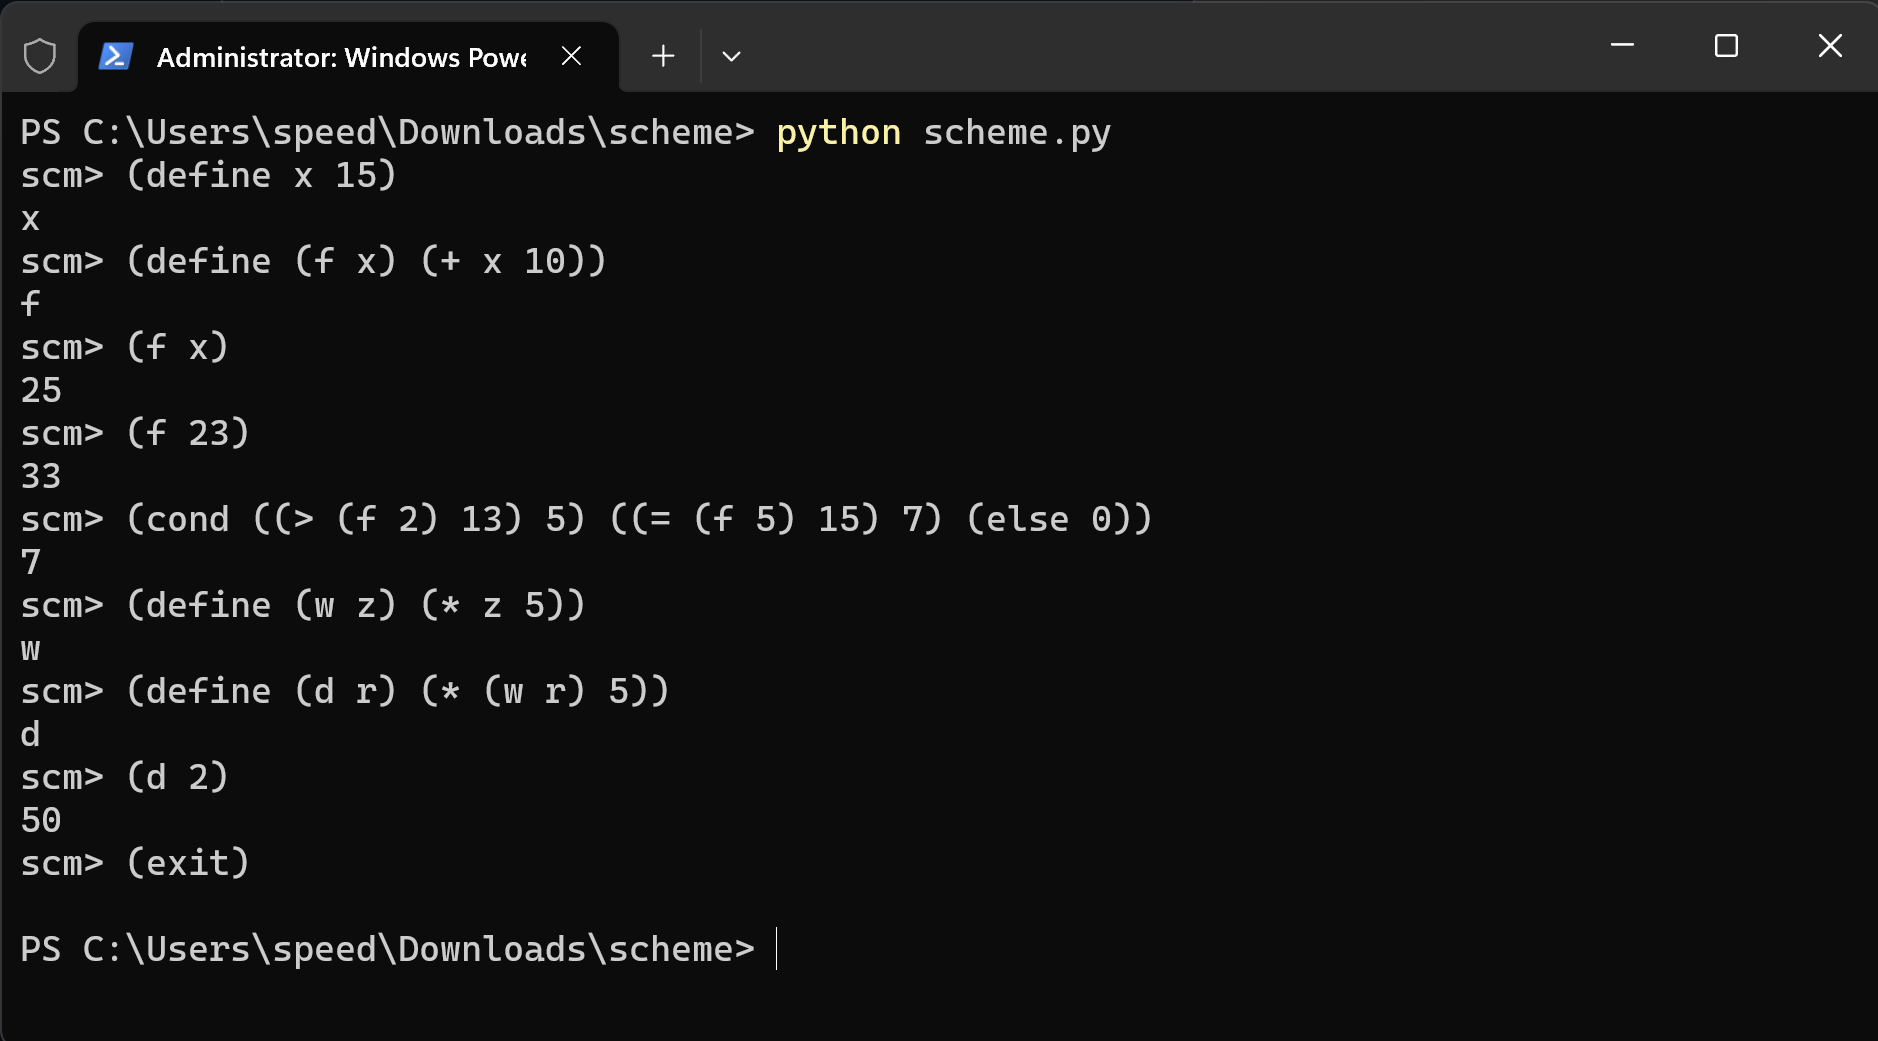 Administrator: Windows Powe
PS C:\Users\speed\Downloads\scheme> python scheme.py
scm> (define x 15)
x
scm> (define (f x) (+ x 10))
f
scm> (f x)
25
scm> (f 23)
33
scm> (cond ((> (f 2) 13) 5) ((= (f 5) 15) 7) (else 0))
7
scm> (define (w z) (* z 5))
w
scm> (define (d r) (* (w r) 5))
d
scm> (d 2)
50
scm> (exit)
PS C:\Users\speed\Downloads\scheme>